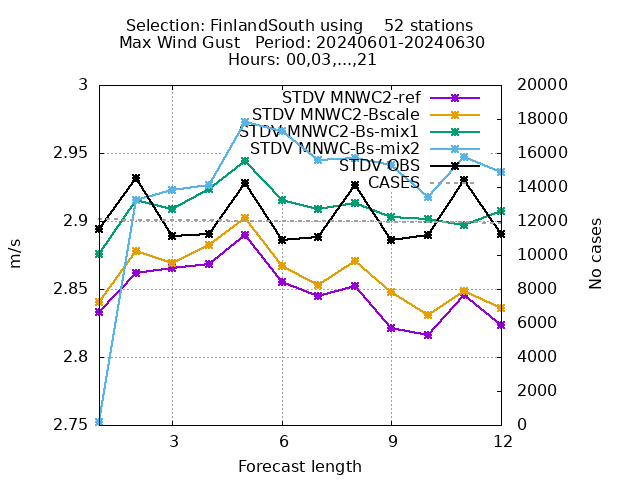 Selection: FinlandSouth using    52 stations
Max Wind Gust   Period: 20240601-20240630
Hours: 00,03,...,21
3
2.95
2.9
2.85
2.8
2.75
m/s
20000
18000
16000
14000
12000
10000
8000
6000
4000
2000
0
No cases
STDV MNWC2-ref
STDV MNWC2-Bscale
STDV MNWC2-Bs-mix1
STDV MNWC-Bs-mix2
STDV OBS
CASES
3 6 9 12
Forecast length